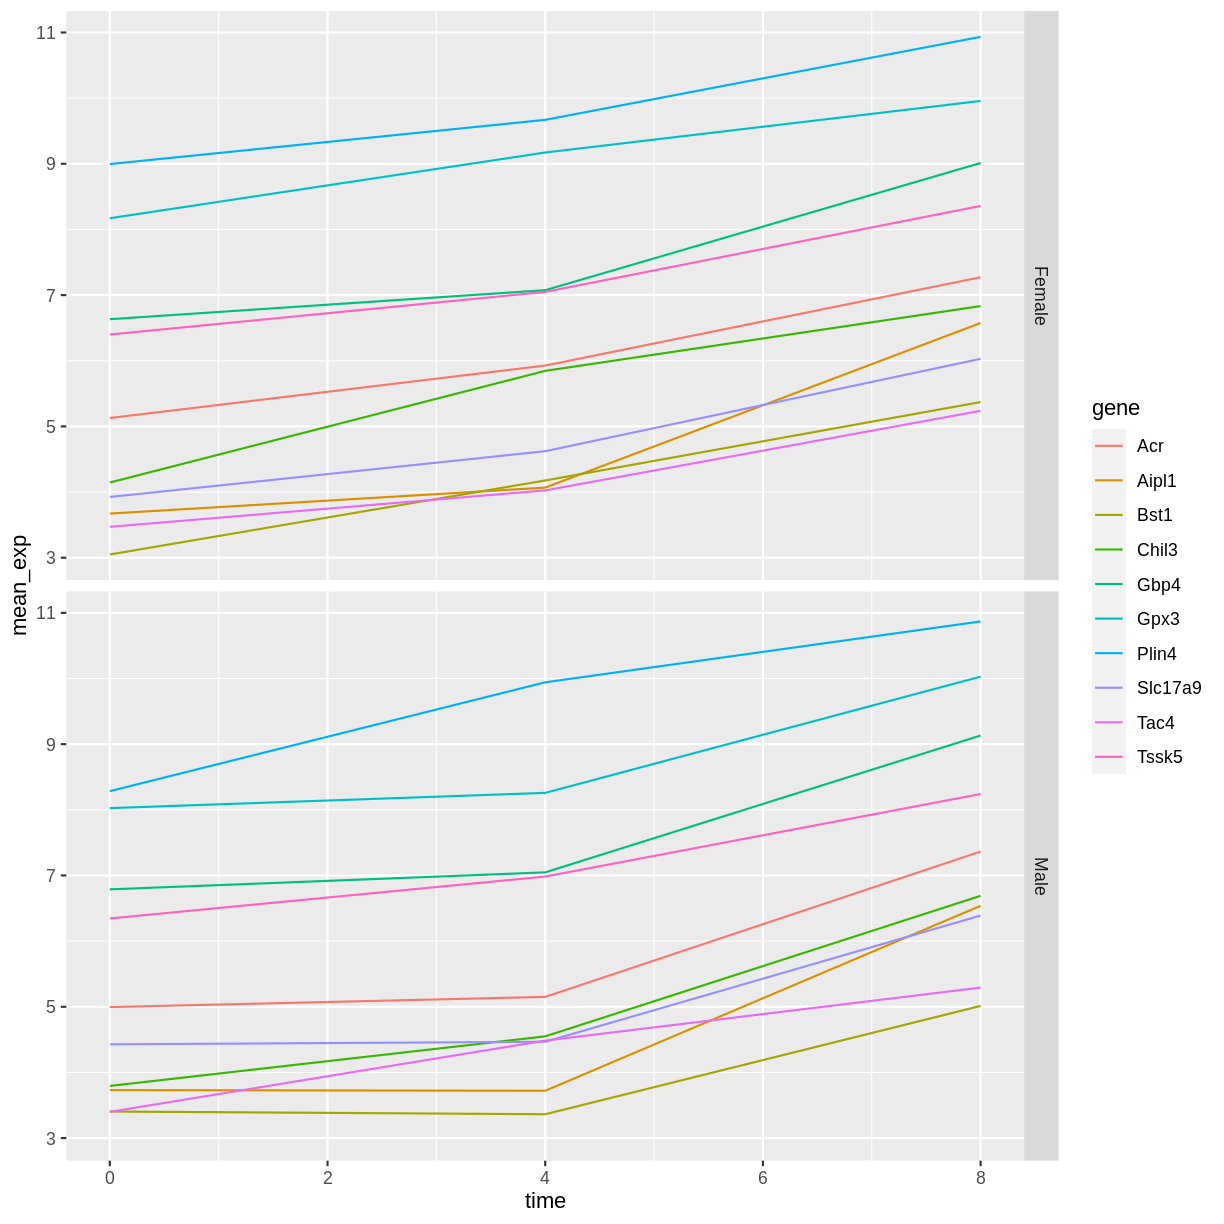 11
9
7
5
3
Female
mean_exp
11
9
7
5
3
Male
0 2 4 6 8
time
gene
Acr
Aipl1
Bst1
Chil3
Gbp4
Gpx3
Plin4
Slc17a9
Tac4
Tssk5